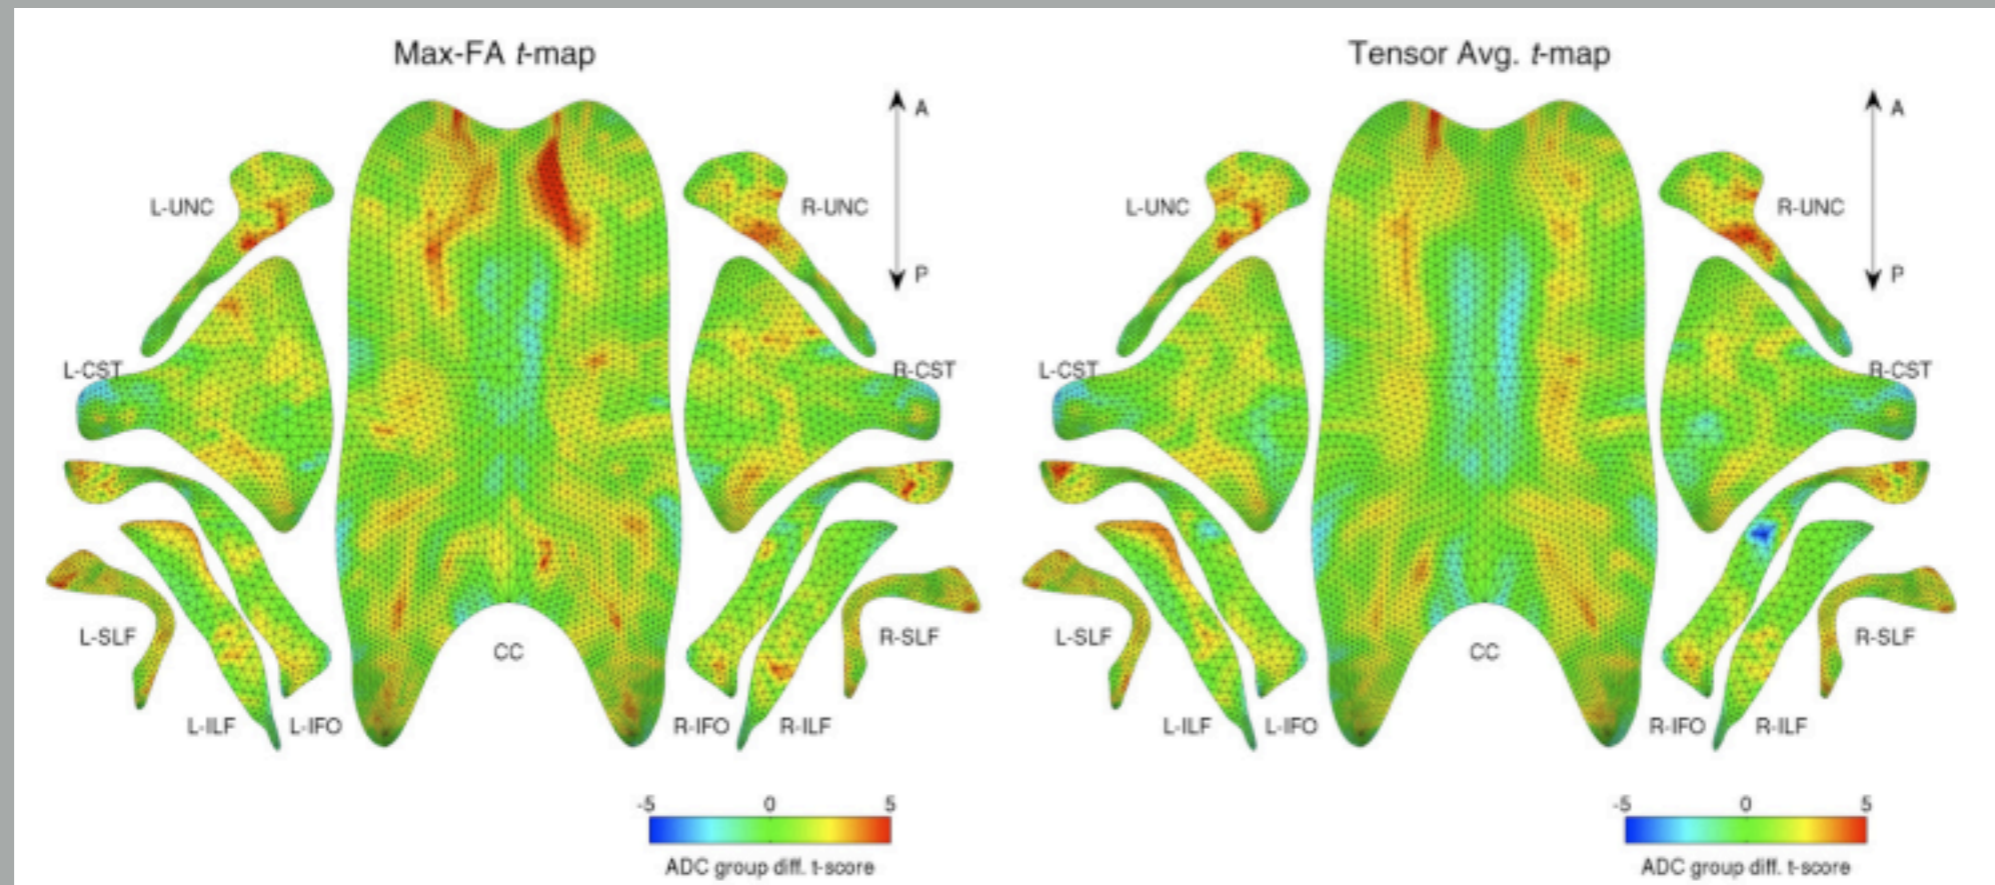 Max-FA t-map
A
L-UNC
R-UNC
P
L-CST
R-CST
L-SLF
CC
R-SLF
L-ILF
L-IFO
R-IFO
R-ILF
-5
0
5
ADC group diff. t-score
Tensor Avg. t-map
A
L-UNC
R-UNC
P
L-CST
R-CST
L-SLF
CC
R-SLF
L-ILF
L-IFO
R-IFO
R-ILF
-5
0
5
ADC group diff. t-score